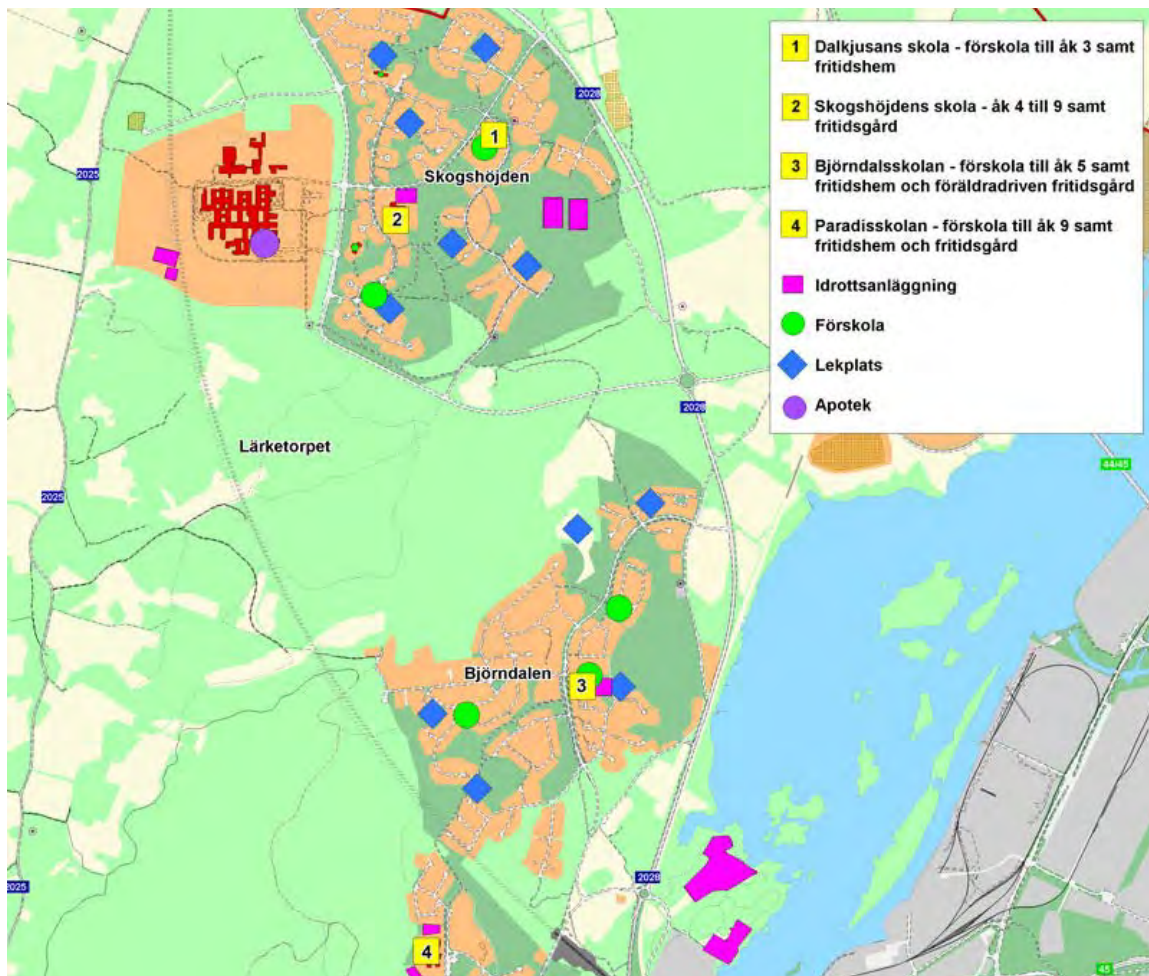 1 Dalkjusans skola - förskola till åk 3 samt
fritidshem
2 Skogshöjdens skola - åk 4 till 9 samt
fritidsgård
3 Björndalsskolan - förskola till åk 5 samt
fritidshem och föräldradriven fritidsgård
4 Paradisskolan - förskola till åk 9 samt
fritidshem och fritidsgård
Idrottsanläggning
Förskola
Lekplats
Apotek
2028
1
2025
Skogshöjden
2
2028
Lärketorpet
44/45
2025
Björndalen
3
2028
2025
4
45